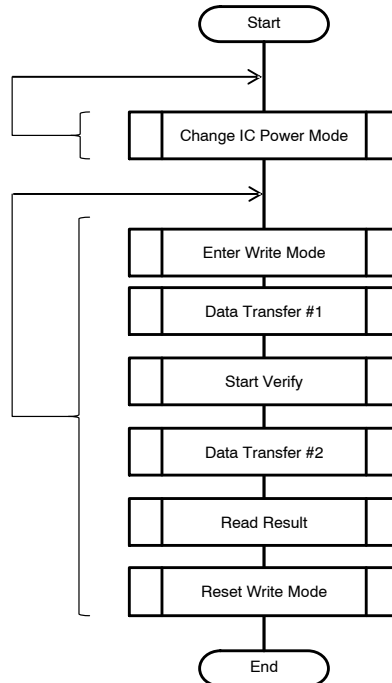 Start
Change IC Power Mode
Enter Write Mode
Data Transfer #1
Start Verify
Data Transfer #2
Read Result
Reset Write Mode
End